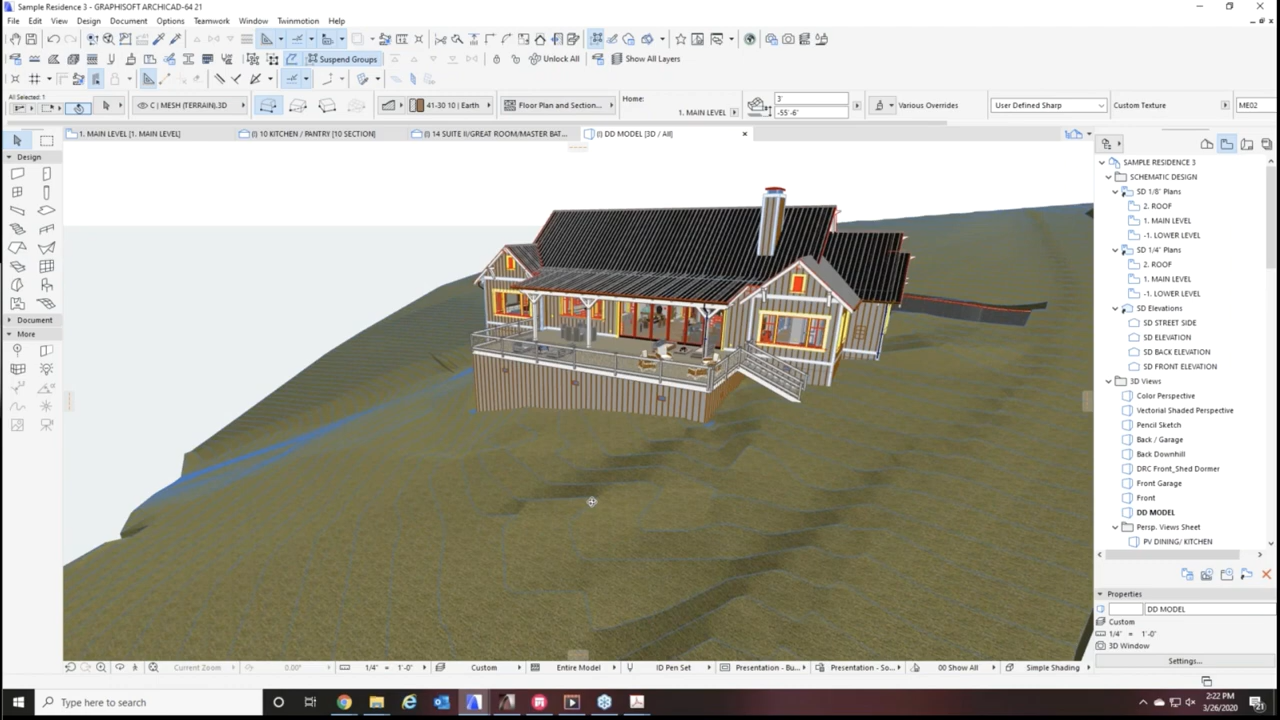 Sample Residence 3 - GRAPHISOFT ARCHICAD-64 21
File Edit View Design Document Options Teamwork Window Twinmotion Help
Suspend Groups
Unlock All
Show All Layers
All Selected: 1
C | MESH (TERRAIN).3D
41-30 10 | Earth
Floor Plan and Section...
Home:
1. MAIN LEVEL
3'
-55'-6"
Various Overrides
User Defined Sharp
Custom Texture
ME02
1. MAIN LEVEL [1. MAIN LEVEL]
(!) 10 KITCHEN / PANTRY [10 SECTION]
(!) 14 SUITE II/GREAT ROOM/MASTER BAT...
(!) DD MODEL [3D / All]
Design
Document
More
SAMPLE RESIDENCE 3
SCHEMATIC DESIGN
SD 1/8" Plans
2. ROOF
1. MAIN LEVEL
-1. LOWER LEVEL
SD 1/4" Plans
2. ROOF
1. MAIN LEVEL
-1. LOWER LEVEL
SD Elevations
SD STREET SIDE
SD ELEVATION
SD BACK ELEVATION
SD FRONT ELEVATION
3D Views
Color Perspective
Vectorial Shaded Perspective
Pencil Sketch
Back / Garage
Back Downhill
DRC Front_Shed Dormer
Front Garage
Front
DD MODEL
Persp. Views Sheet
PV DINING/ KITCHEN
Properties
DD MODEL
Custom
1/4" = 1'-0"
3D Window
Settings...
Current Zoom
0.00°
1/4" = 1'-0"
Custom
Entire Model
ID Pen Set
Presentation - Bu...
Presentation - So...
00 Show All
Simple Shading
Type here to search
2:22 PM
3/26/2020
21